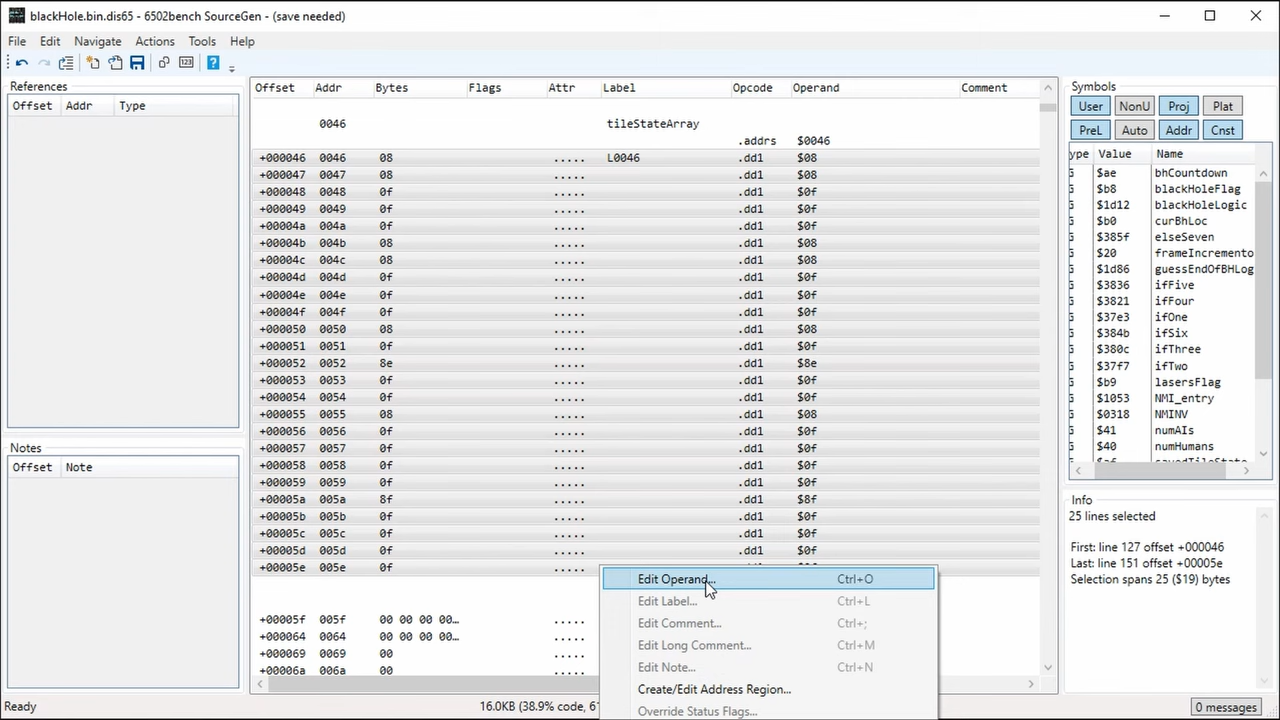 blackHole.bin.dis65 - 6502bench SourceGen - (save needed)
File Edit Navigate Actions Tools Help
References
Offset Addr Type
Notes
Offset Note
Offset Addr Bytes Flags Attr Label Opcode Operand Comment
0046 tileStateArray
.addrs $0046
+000046 0046 08 ..... L0046 .dd1 $08
+000047 0047 08 ..... .dd1 $08
+000048 0048 0f ..... .dd1 $0f
+000049 0049 0f ..... .dd1 $0f
+00004a 004a 0f ..... .dd1 $0f
+00004b 004b 08 ..... .dd1 $08
+00004c 004c 08 ..... .dd1 $08
+00004d 004d 0f ..... .dd1 $0f
+00004e 004e 0f ..... .dd1 $0f
+00004f 004f 0f ..... .dd1 $0f
+000050 0050 08 ..... .dd1 $08
+000051 0051 0f ..... .dd1 $0f
+000052 0052 8e ..... .dd1 $8e
+000053 0053 0f ..... .dd1 $0f
+000054 0054 0f ..... .dd1 $0f
+000055 0055 08 ..... .dd1 $08
+000056 0056 0f ..... .dd1 $0f
+000057 0057 0f ..... .dd1 $0f
+000058 0058 0f ..... .dd1 $0f
+000059 0059 0f ..... .dd1 $0f
+00005a 005a 8f ..... .dd1 $8f
+00005b 005b 0f ..... .dd1 $0f
+00005c 005c 0f ..... .dd1 $0f
+00005d 005d 0f ..... .dd1 $0f
+00005e 005e 0f .....
+00005f 005f 00 00 00 00… .....
+000064 0064 00 00 00 00… .....
+000069 0069 00 .....
+00006a 006a 00 .....
Edit Operand... Ctrl+O
Edit Label... Ctrl+L
Edit Comment... Ctrl+;
Edit Long Comment... Ctrl+M
Edit Note... Ctrl+N
Create/Edit Address Region...
Override Status Flags...
Symbols
User NonU Proj Plat
PreL Auto Addr Cnst
ype Value Name
G $ae bhCountdown
G $b8 blackHoleFlag
G $1d12 blackHoleLogic
G $b0 curBhLoc
G $385f elseSeven
G $20 frameIncremento
G $1d86 guessEndOfBHLog
G $3836 ifFive
G $3821 ifFour
G $37e3 ifOne
G $384b ifSix
G $380c ifThree
G $37f7 ifTwo
G $b9 lasersFlag
G $1053 NMI_entry
G $0318 NMINV
G $41 numAIs
G $40 numHumans
Info
25 lines selected
First: line 127 offset +000046
Last: line 151 offset +00005e
Selection spans 25 ($19) bytes
Ready
16.0KB (38.9% code, 61
0 messages